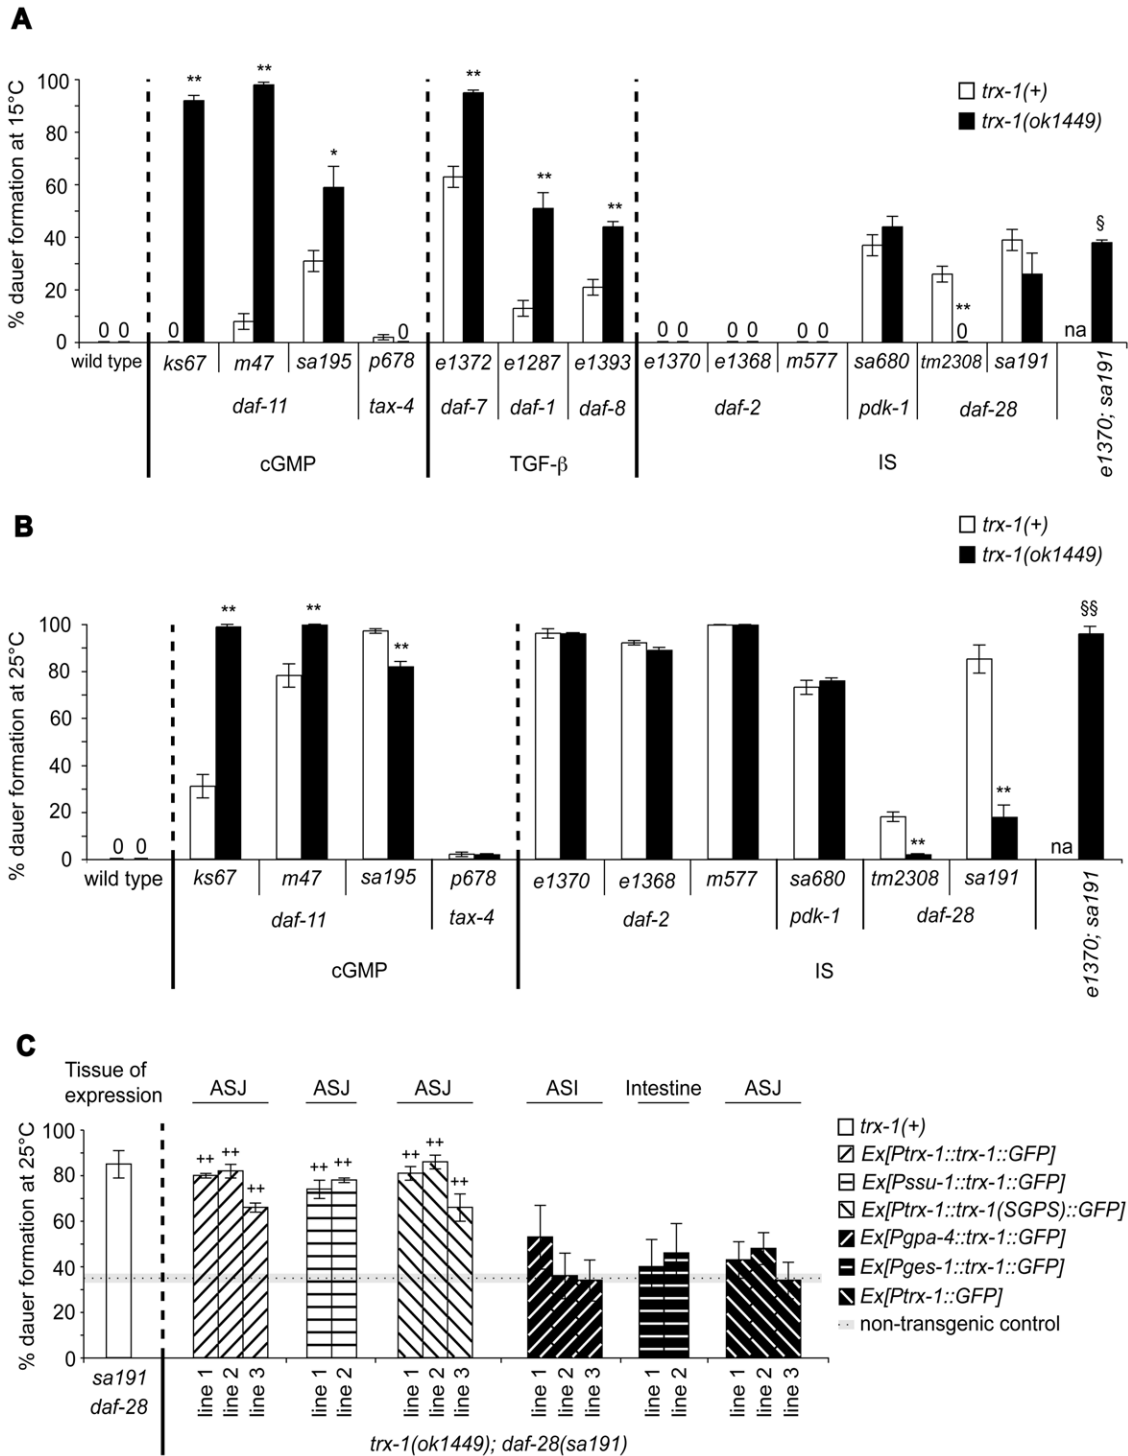 A
% dauer formation at 15°C
100
80
60
40
20
0
trx-1(+)
trx-1(ok1449)
** ** * ** ** ** ** §
0 0 0 0 0 0 0 0 0 0 0 0 na
wild type ks67 m47 sa195 p678 e1372 e1287 e1393 e1370 e1368 m577 sa680 tm2308 sa191 e1370; sa191
daf-11 tax-4 daf-7 daf-1 daf-8 daf-2 pdk-1 daf-28
cGMP TGF-β IS
B
% dauer formation at 25°C
100
80
60
40
20
0
trx-1(+)
trx-1(ok1449)
** ** ** ** ** §§
0 0 na
wild type ks67 m47 sa195 p678 e1370 e1368 m577 sa680 tm2308 sa191 e1370; sa191
daf-11 tax-4 daf-2 pdk-1 daf-28
cGMP IS
C
Tissue of
expression
ASJ ASJ ASJ ASI Intestine ASJ
% dauer formation at 25°C
100
80
60
40
20
0
++ ++ ++ ++ ++ ++ ++ ++
trx-1(+)
Ex[Ptrx-1::trx-1::GFP]
Ex[Pssu-1::trx-1::GFP]
Ex[Ptrx-1::trx-1(SGPS)::GFP]
Ex[Pgpa-4::trx-1::GFP]
Ex[Pges-1::trx-1::GFP]
Ex[Ptrx-1::GFP]
non-transgenic control
sa191
daf-28
line 1 line 2 line 3 line 1 line 2 line 1 line 2 line 3 line 1 line 2 line 3 line 1 line 2 line 1 line 2 line 3
trx-1(ok1449); daf-28(sa191)